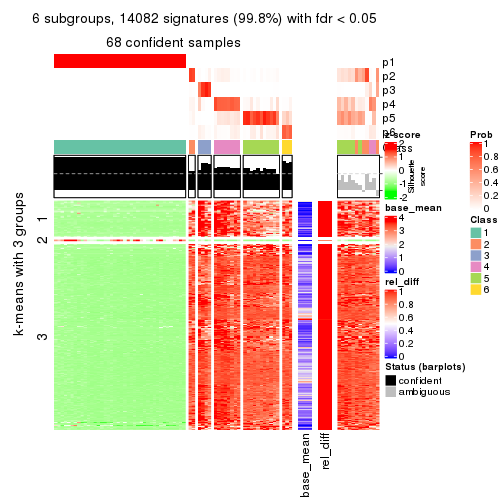 6 subgroups, 14082 signatures (99.8%) with fdr < 0.05
68 confident samples
p1
p2
p3
p4
p5
p6
Class
z-score
2
1
0
-1
-2
Silhouette
score
Prob
1
0.8
0.6
0.4
0.2
0
k-means with 3 groups
1
2
3
base_mean
4
3
2
1
0
Class
1
2
3
4
5
6
rel_diff
1
0.8
0.6
0.4
0.2
0
Status (barplots)
confident
ambiguous
base_mean
rel_diff